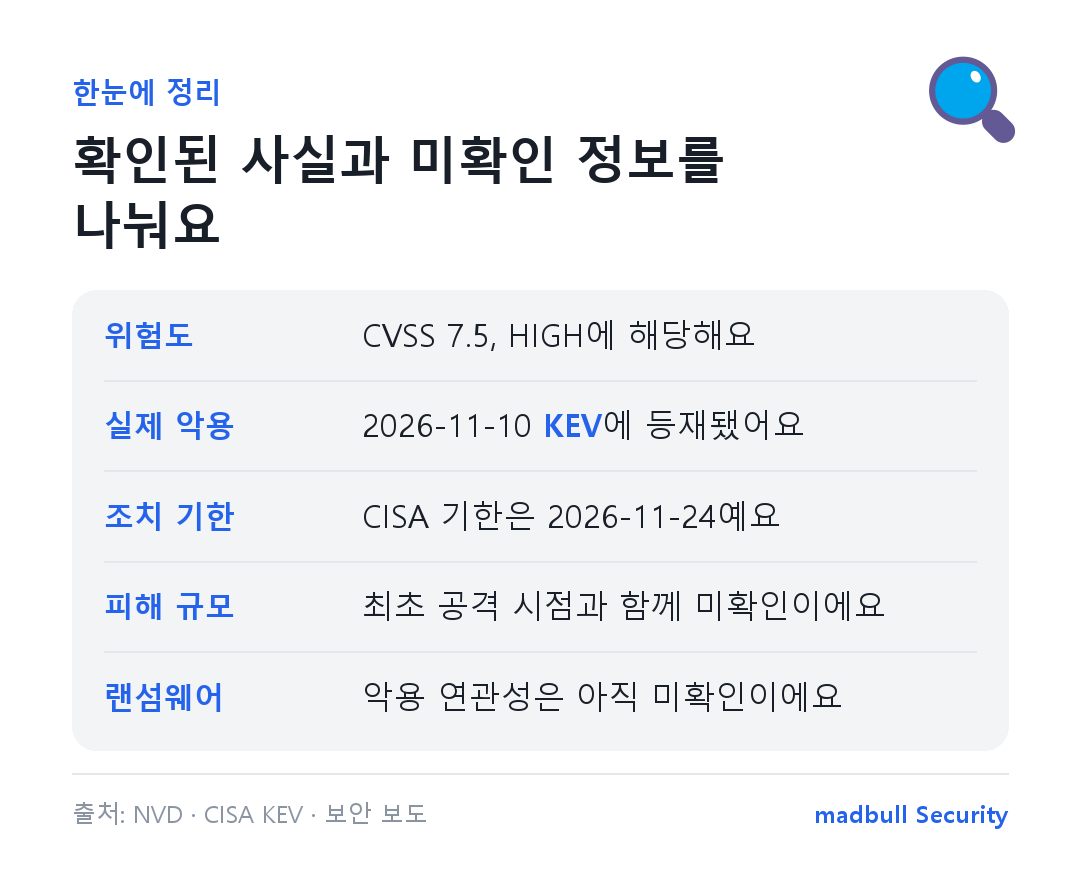 한눈에 정리
확인된 사실과 미확인 정보를
나눠요
위험도 CVSS 7.5, HIGH에 해당해요
실제 악용 2026-11-10 KEV에 등재됐어요
조치 기한 CISA 기한은 2026-11-24예요
피해 규모 최초 공격 시점과 함께 미확인이에요
랜섬웨어 악용 연관성은 아직 미확인이에요
출처: NVD · CISA KEV · 보안 보도 madbull Security